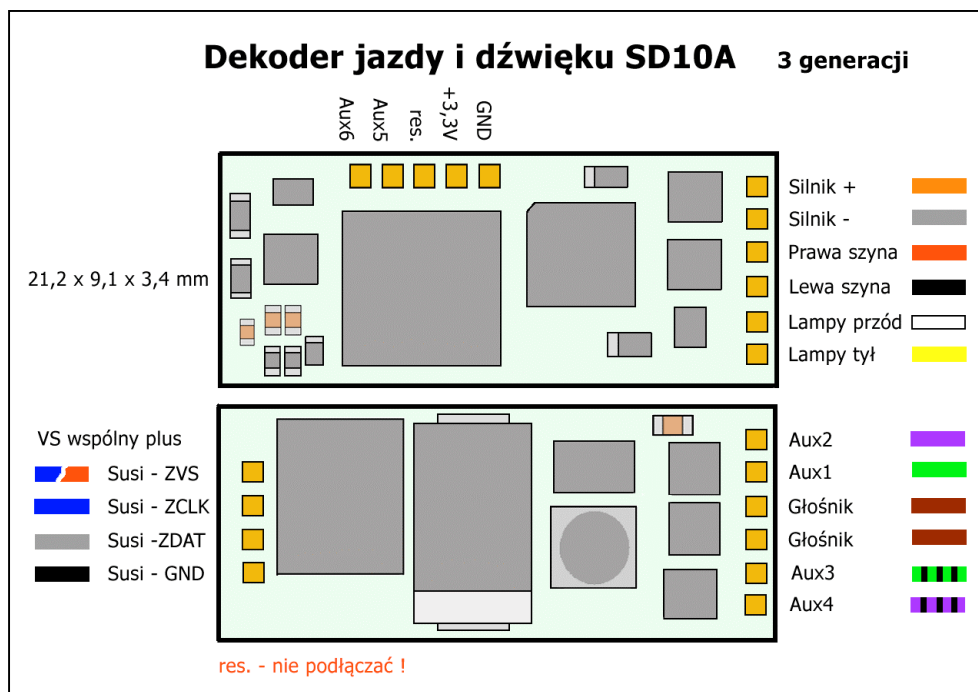 Dekoder jazdy i dźwięku SD10A 3 generacji
Aux6
Aux5
res.
+3,3V
GND
21,2 x 9,1 x 3,4 mm
Silnik +
Silnik -
Prawa szyna
Lewa szyna
Lampy przód
Lampy tył
VS wspólny plus
Susi - ZVS
Susi - ZCLK
Susi -ZDAT
Susi - GND
Aux2
Aux1
Głośnik
Głośnik
Aux3
Aux4
res. - nie podłączać !